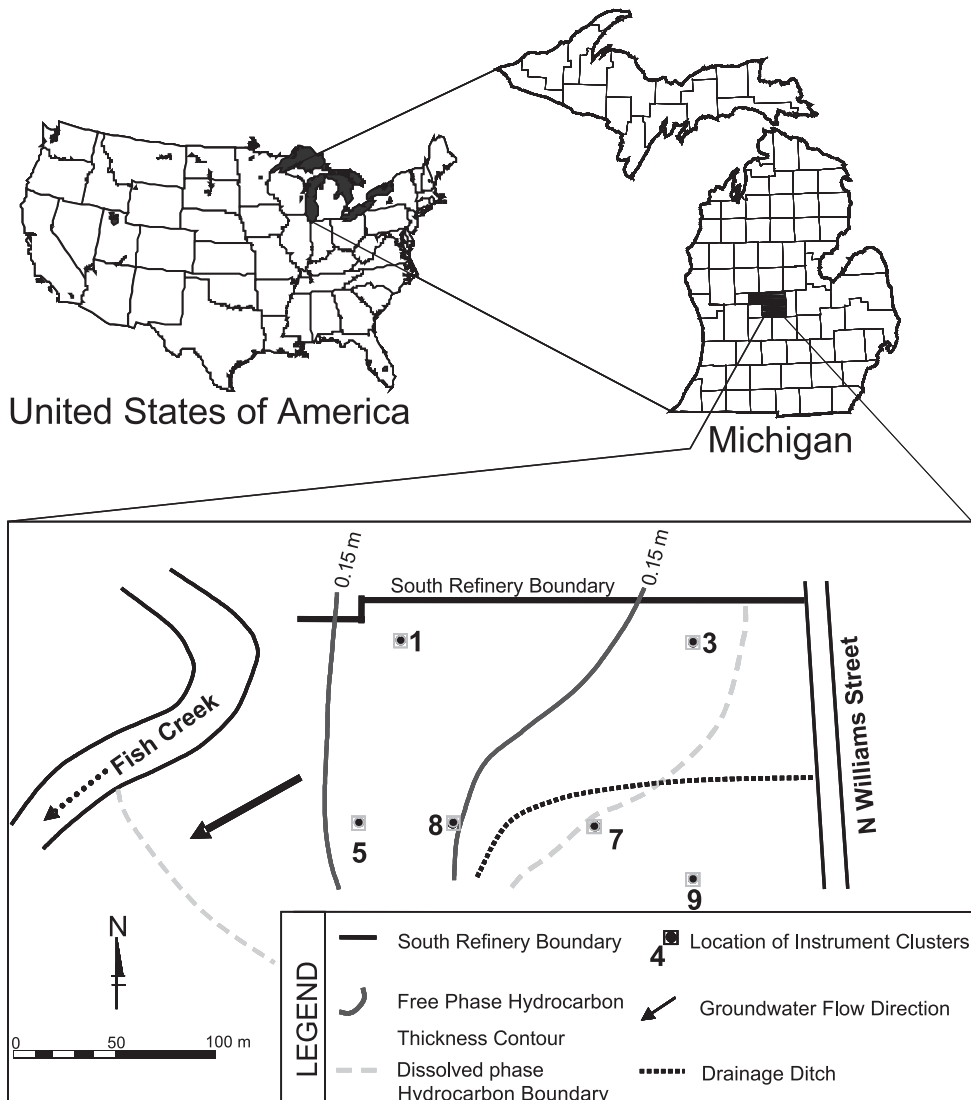 United States of America
Michigan
0.15 m
0.15 m
South Refinery Boundary
1
3
Fish Creek
N Williams Street
8
5
7
9
N
0 50 100 m
LEGEND
South Refinery Boundary
4 Location of Instrument Clusters
Free Phase Hydrocarbon
Thickness Contour
Groundwater Flow Direction
Dissolved phase
Hydrocarbon Boundary
Drainage Ditch